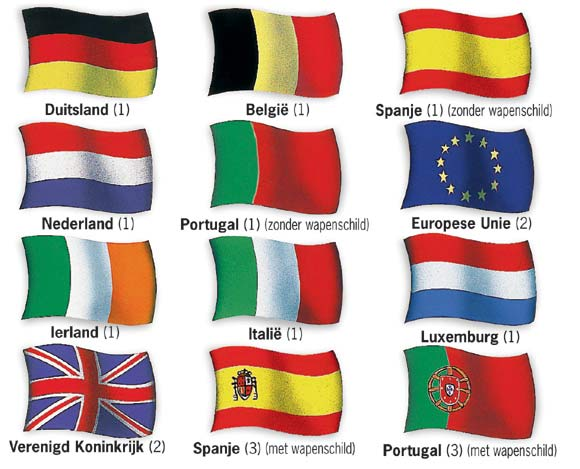 Duitsland (1)
België (1)
Spanje (1) (zonder wapenschild)
Nederland (1)
Portugal (1) (zonder wapenschild)
Europese Unie (2)
Ierland (1)
Italië (1)
Luxemburg (1)
Verenigd Koninkrijk (2)
Spanje (3) (met wapenschild)
Portugal (3) (met wapenschild)